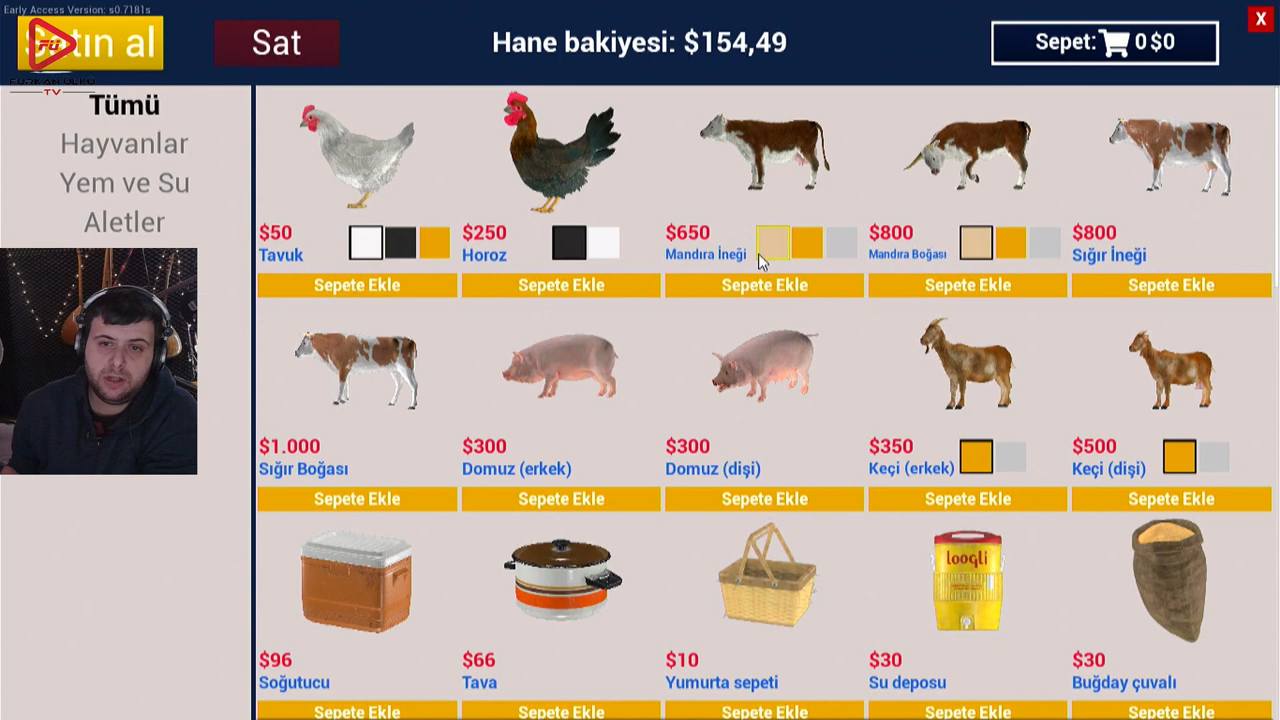 Early Access Version: s0.7181s
Satın al
Sat
Hane bakiyesi: $154,49
Sepet: 0 $0
X
FU
FURKAN ÜLKÜ
TV
Tümü
Hayvanlar
Yem ve Su
Aletler
$50
Tavuk
Sepete Ekle
$250
Horoz
Sepete Ekle
$650
Mandıra İneği
Sepete Ekle
$800
Mandıra Boğası
Sepete Ekle
$800
Sığır İneği
Sepete Ekle
$1.000
Sığır Boğası
Sepete Ekle
$300
Domuz (erkek)
Sepete Ekle
$300
Domuz (dişi)
Sepete Ekle
$350
Keçi (erkek)
Sepete Ekle
$500
Keçi (dişi)
Sepete Ekle
$96
Soğutucu
Sepete Ekle
$66
Tava
Sepete Ekle
$10
Yumurta sepeti
Sepete Ekle
loogli
$30
Su deposu
Sepete Ekle
$30
Buğday çuvalı
Sepete Ekle